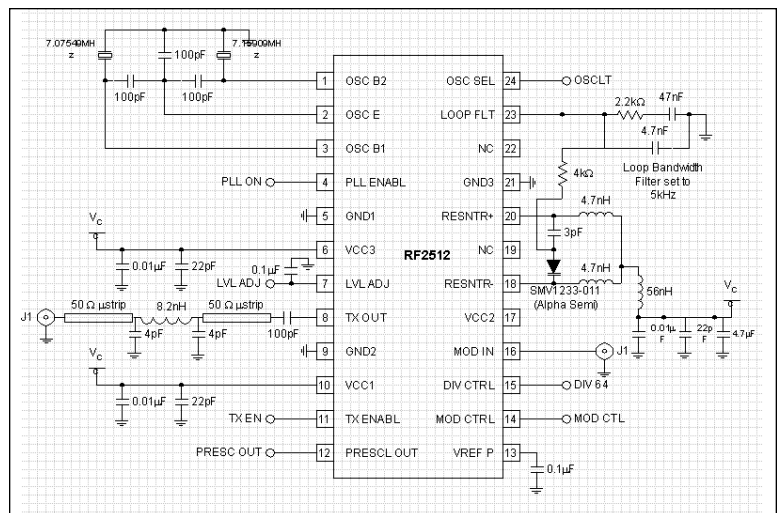 7.07549MH
z
7.15909MH
z
100pF
100pF
100pF
1 OSC B2
OSC SEL 24
OSCLT
2 OSC E
LOOP FLT 23
2.2kΩ
47nF
4.7nF
3 OSC B1
NC 22
Loop Bandwidth
Filter set to
5kHz
PLL ON
4 PLL ENABL
GND3 21
4kΩ
5 GND1
RESNTR+ 20
4.7nH
3pF
VC
C
6 VCC3
RF2512
NC 19
0.01µF
22pF
0.1µF
LVL ADJ
7 LVL ADJ
RESNTR- 18
4.7nH
SMV1233-011
(Alpha Semi)
56nH
VC
C
J1
50 Ω µstrip
8.2nH
50 Ω µstrip
4pF
4pF
100pF
8 TX OUT
VCC2 17
0.01µ
F
22p
F
4.7µF
9 GND2
MOD IN 16
J1
VC
C
10 VCC1
DIV CTRL 15
DIV 64
0.01µF
22pF
TX EN
11 TX ENABL
MOD CTRL 14
MOD CTL
PRESC OUT
12 PRESCL OUT
VREF P 13
0.1µF